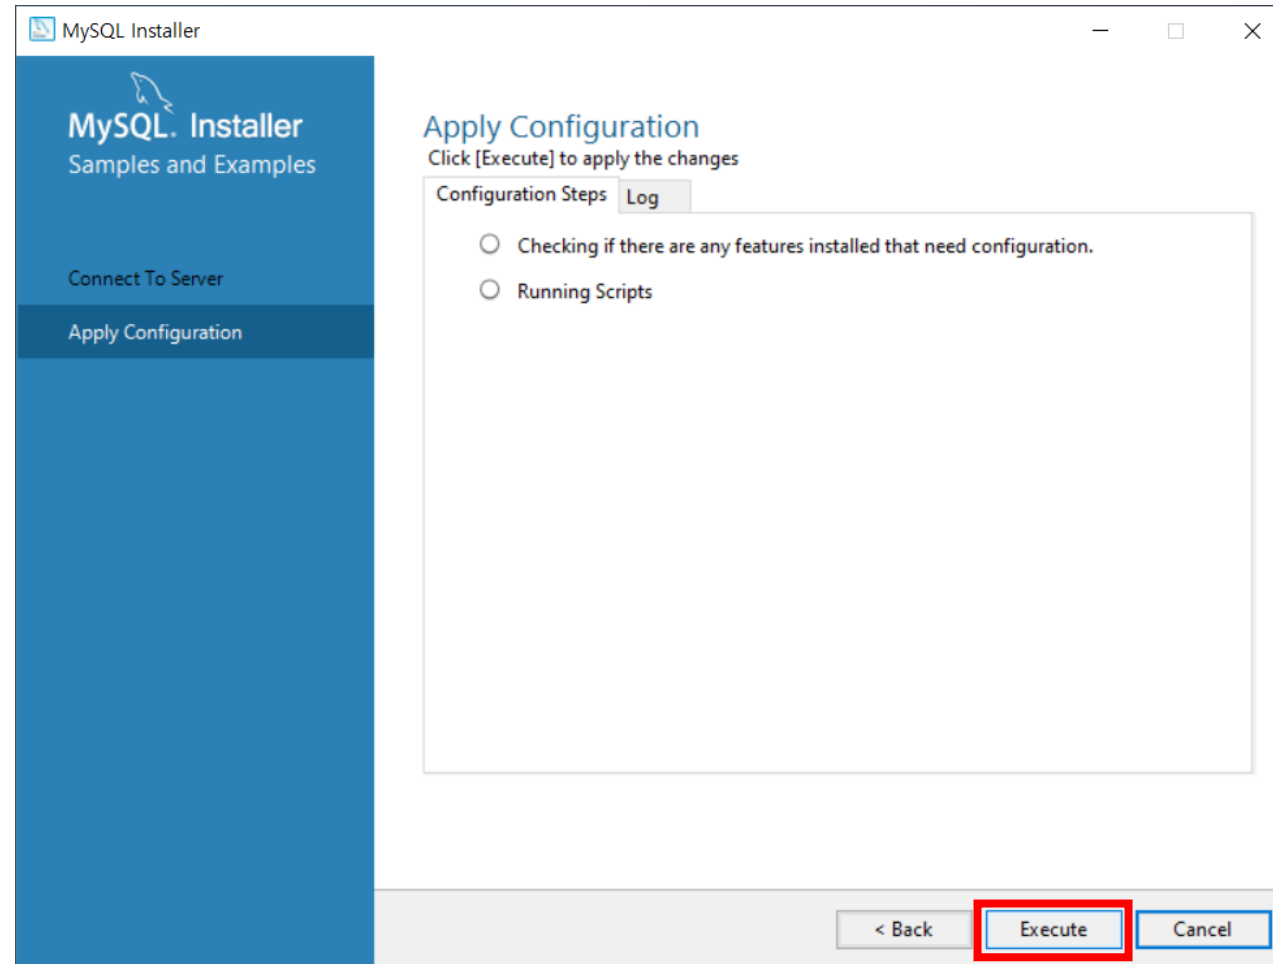 MySQL Installer
MySQL. Installer
Samples and Examples
Connect To Server
Apply Configuration
Apply Configuration
Click [Execute] to apply the changes
Configuration Steps
Log
Checking if there are any features installed that need configuration.
Running Scripts
< Back
Execute
Cancel